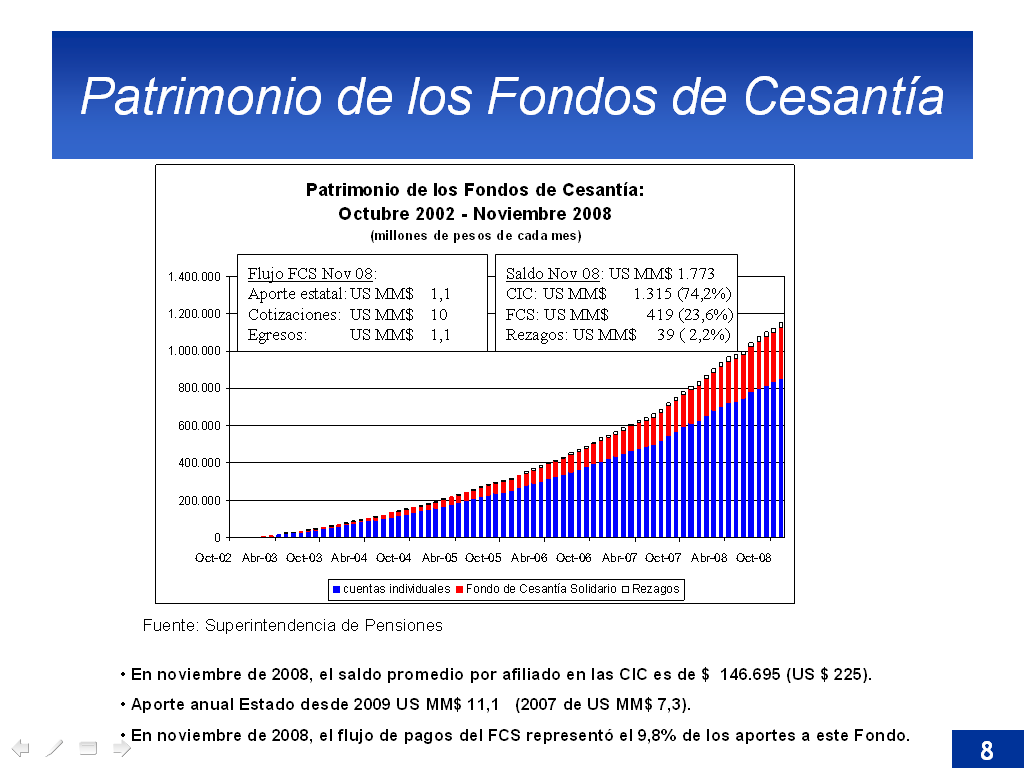 Patrimonio de los Fondos de Cesantía
Patrimonio de los Fondos de Cesantía:
Octubre 2002 - Noviembre 2008
(millones de pesos de cada mes)
Flujo FCS Nov 08:
Aporte estatal: US MM$ 1,1
Cotizaciones: US MM$ 10
Egresos: US MM$ 1,1
Saldo Nov 08: US MM$ 1.773
CIC: US MM$ 1.315 (74,2%)
FCS: US MM$ 419 (23,6%)
Rezagos: US MM$ 39 ( 2,2%)
1.400.000
1.200.000
1.000.000
800.000
600.000
400.000
200.000
0
Oct-02 Abr-03 Oct-03 Abr-04 Oct-04 Abr-05 Oct-05 Abr-06 Oct-06 Abr-07 Oct-07 Abr-08 Oct-08
cuentas individuales Fondo de Cesantía Solidario Rezagos
Fuente: Superintendencia de Pensiones
• En noviembre de 2008, el saldo promedio por afiliado en las CIC es de $ 146.695 (US $ 225).
• Aporte anual Estado desde 2009 US MM$ 11,1 (2007 de US MM$ 7,3).
• En noviembre de 2008, el flujo de pagos del FCS representó el 9,8% de los aportes a este Fondo.
8